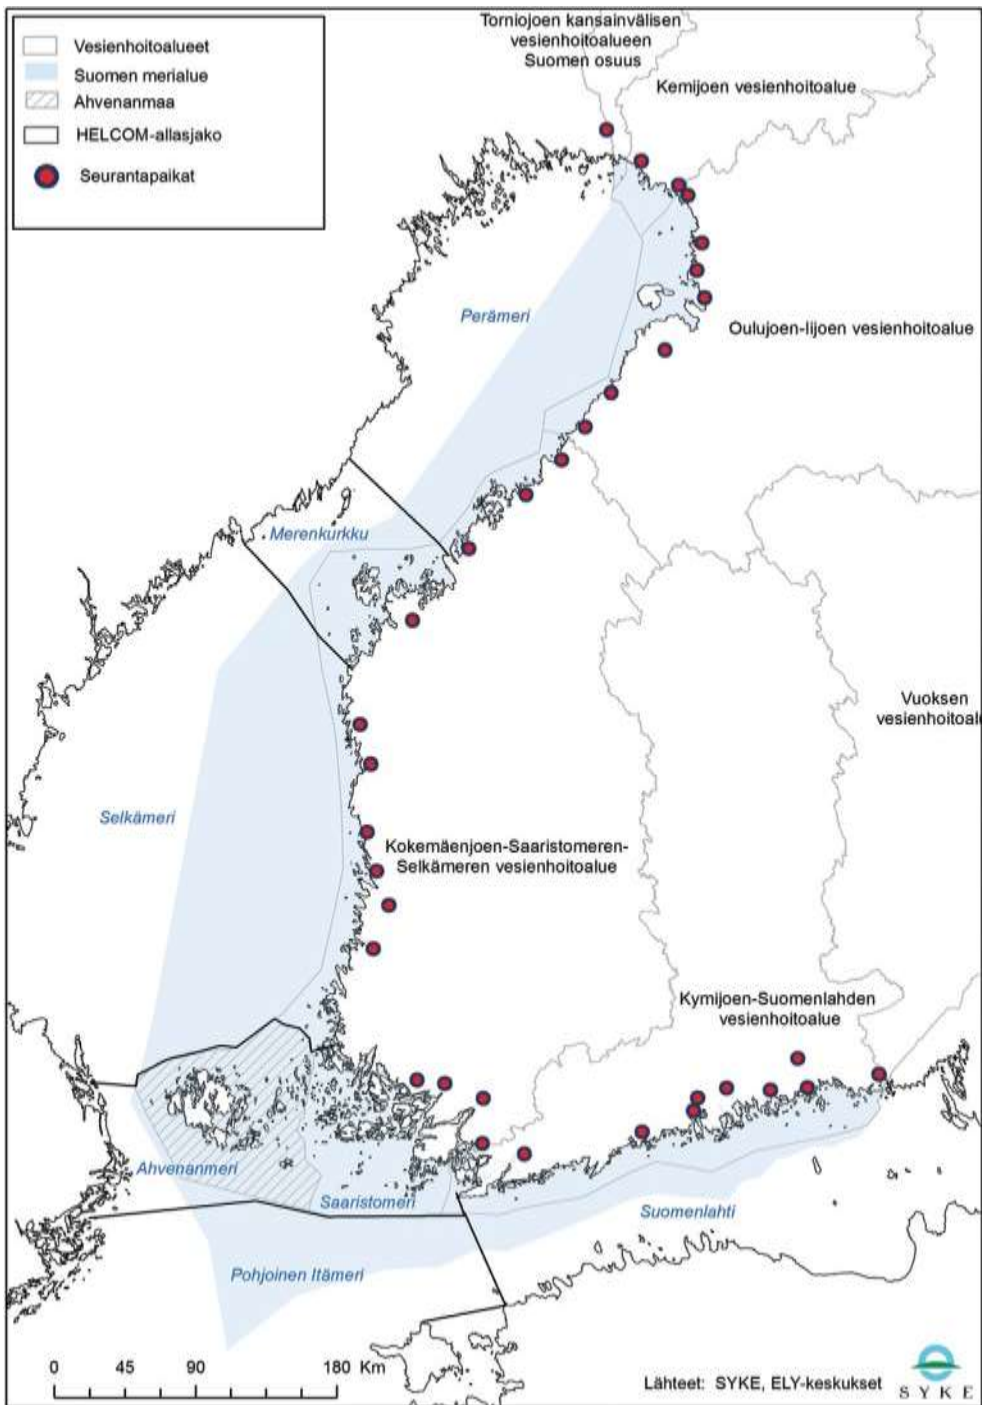 Vesienhoitoalueet
Suomen merialue
Ahvenanmaa
HELCOM-allasjako
Seurantapaikat
Torniojoen kansainvälisen
vesienhoitoalueen
Suomen osuus
Kemijoen vesienhoitoalue
Perämeri
Oulujoen-Iijoen vesienhoitoalue
Merenkurkku
Vuoksen
vesienhoitoalu
Selkämeri
Kokemäenjoen-Saaristomeren-
Selkämeren vesienhoitoalue
Kymijoen-Suomenlahden
vesienhoitoalue
Ahvenanmeri
Saaristomeri
Suomenlahti
Pohjoinen Itämeri
0 45 90 180 Km
Lähteet: SYKE, ELY-keskukset
SYKE